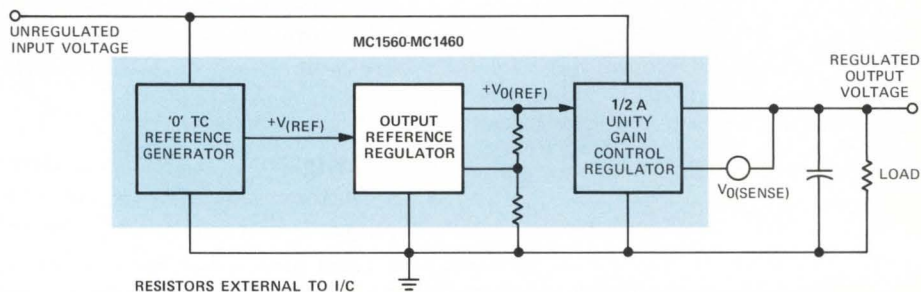 UNREGULATED
INPUT VOLTAGE
MC1560-MC1460
REGULATED
OUTPUT
VOLTAGE
'0' TC
REFERENCE
GENERATOR
+V(REF)
OUTPUT
REFERENCE
REGULATOR
+V0(REF)
1/2 A
UNITY
GAIN
CONTROL
REGULATOR
V0(SENSE)
LOAD
RESISTORS EXTERNAL TO I/C